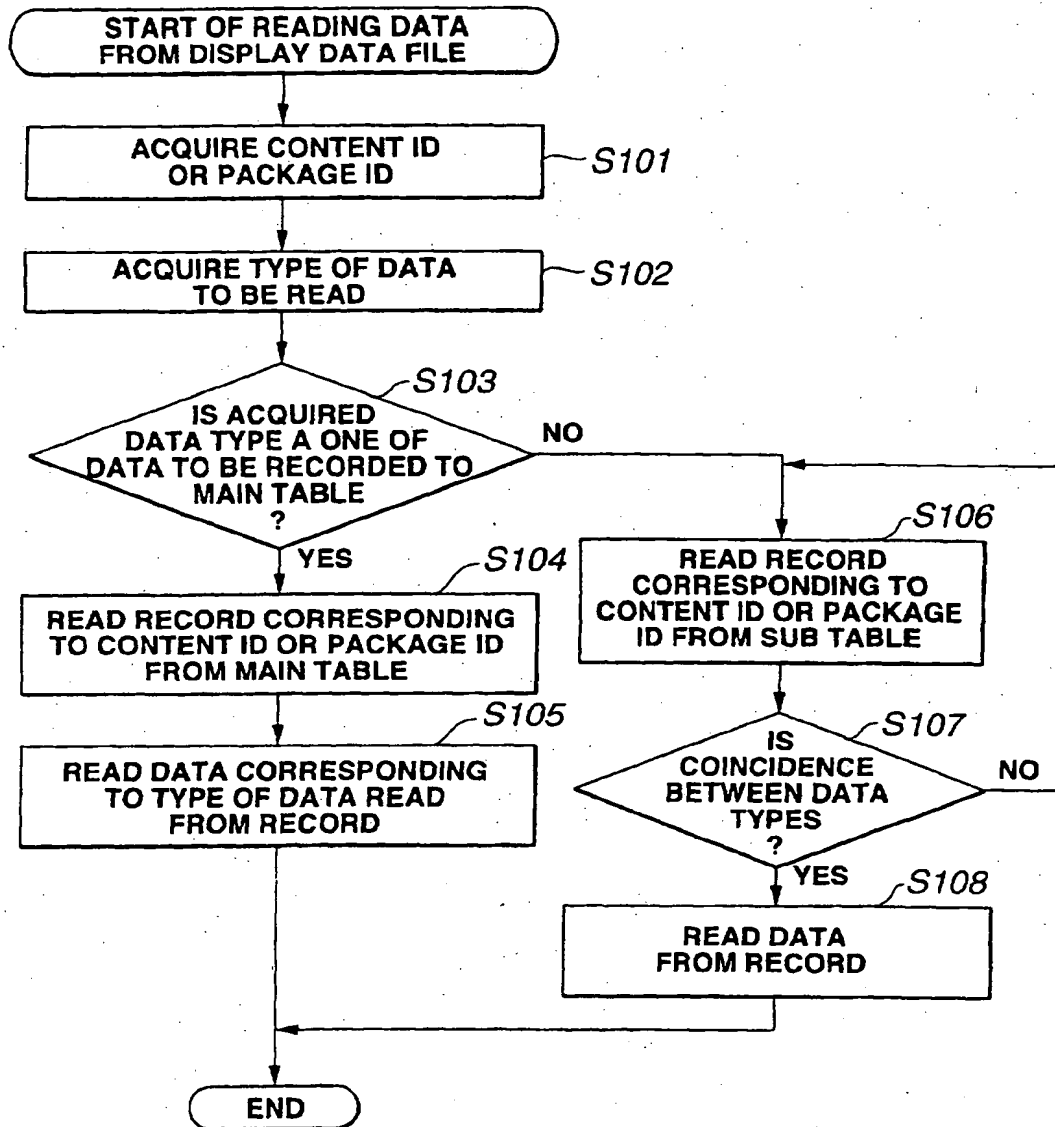 START OF READING DATA
FROM DISPLAY DATA FILE
ACQUIRE CONTENT ID
OR PACKAGE ID
S101
ACQUIRE TYPE OF DATA
TO BE READ
S102
S103
IS ACQUIRED
DATA TYPE A ONE OF
DATA TO BE RECORDED TO
MAIN TABLE
?
NO
YES
S104
READ RECORD CORRESPONDING
TO CONTENT ID OR PACKAGE ID
FROM MAIN TABLE
S105
READ DATA CORRESPONDING
TO TYPE OF DATA READ
FROM RECORD
S106
READ RECORD
CORRESPONDING TO
CONTENT ID OR PACKAGE
ID FROM SUB TABLE
S107
IS
COINCIDENCE
BETWEEN DATA
TYPES
?
NO
YES
S108
READ DATA
FROM RECORD
END